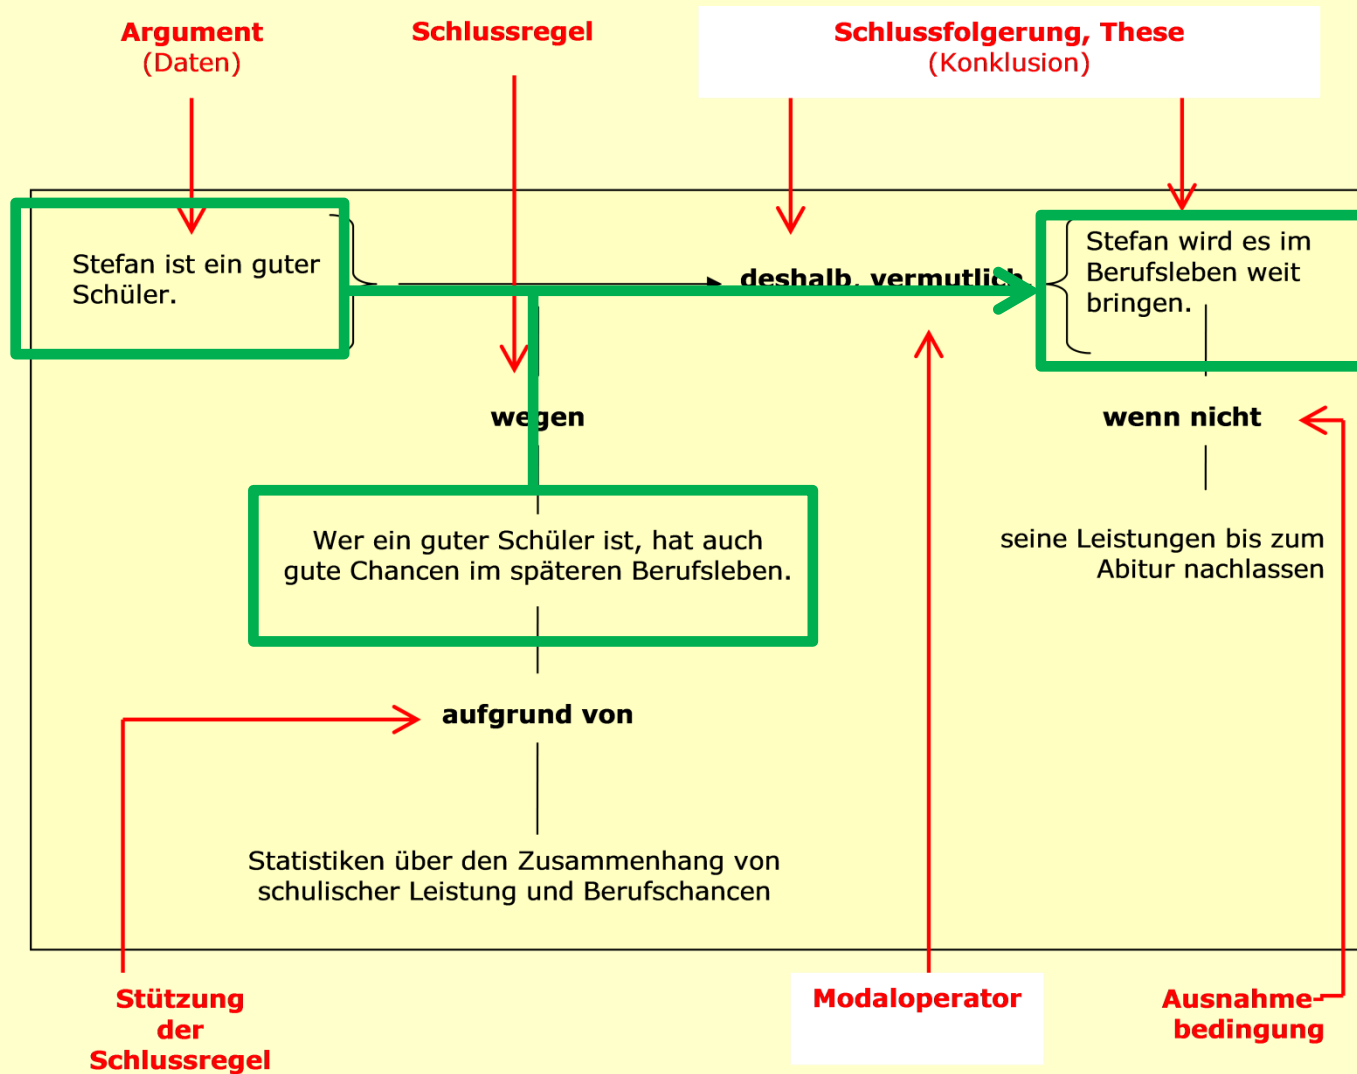 Argument
(Daten)
Schlussregel
Schlussfolgerung, These
(Konklusion)
Stefan ist ein guter
Schüler.
deshalb, vermutlich,
Stefan wird es im
Berufsleben weit
bringen.
wegen
wenn nicht
Wer ein guter Schüler ist, hat auch
gute Chancen im späteren Berufsleben.
seine Leistungen bis zum
Abitur nachlassen
aufgrund von
Statistiken über den Zusammenhang von
schulischer Leistung und Berufschancen
Stützung
der
Schlussregel
Modaloperator
Ausnahme-
bedingung